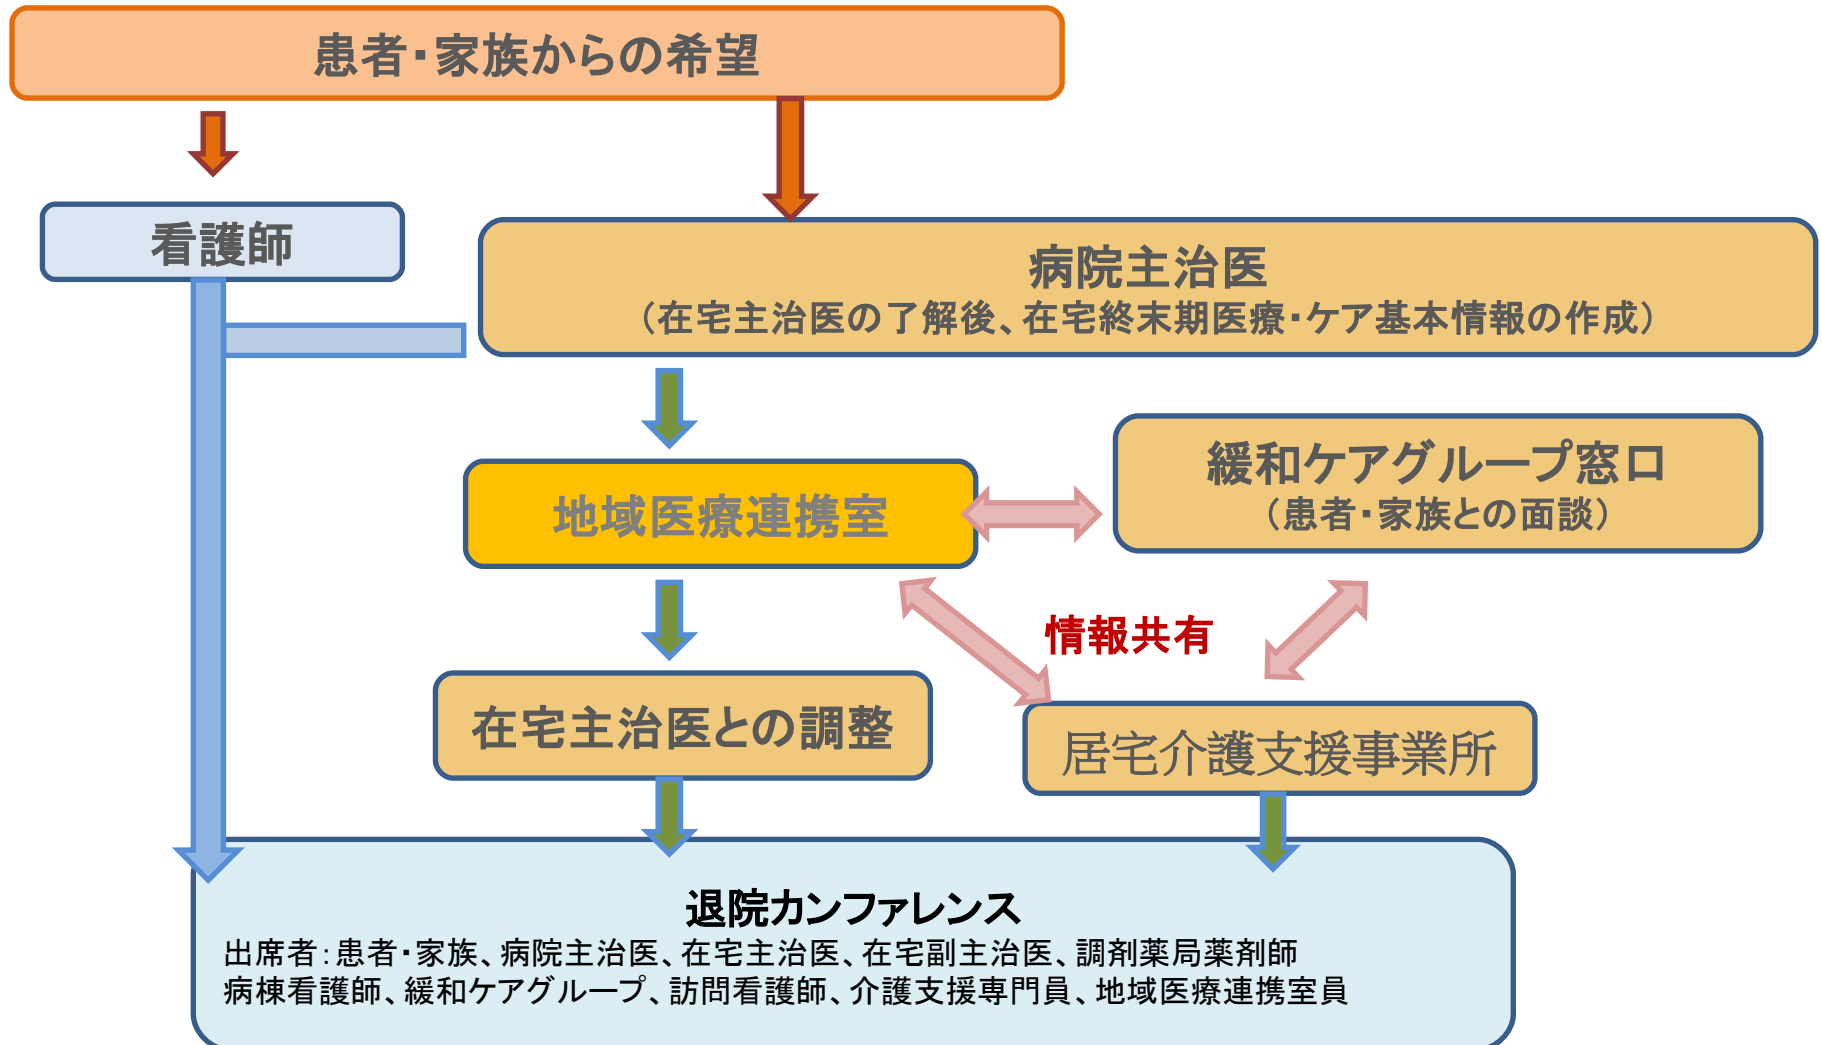 患者・家族からの希望
看護師
病院主治医
（在宅主治医の了解後、在宅終末期医療・ケア基本情報の作成）
地域医療連携室
緩和ケアグループ窓口
（患者・家族との面談）
情報共有
在宅主治医との調整
居宅介護支援事業所
退院カンファレンス
出席者：患者・家族、病院主治医、在宅主治医、在宅副主治医、調剤薬局薬剤師
病棟看護師、緩和ケアグループ、訪問看護師、介護支援専門員、地域医療連携室員